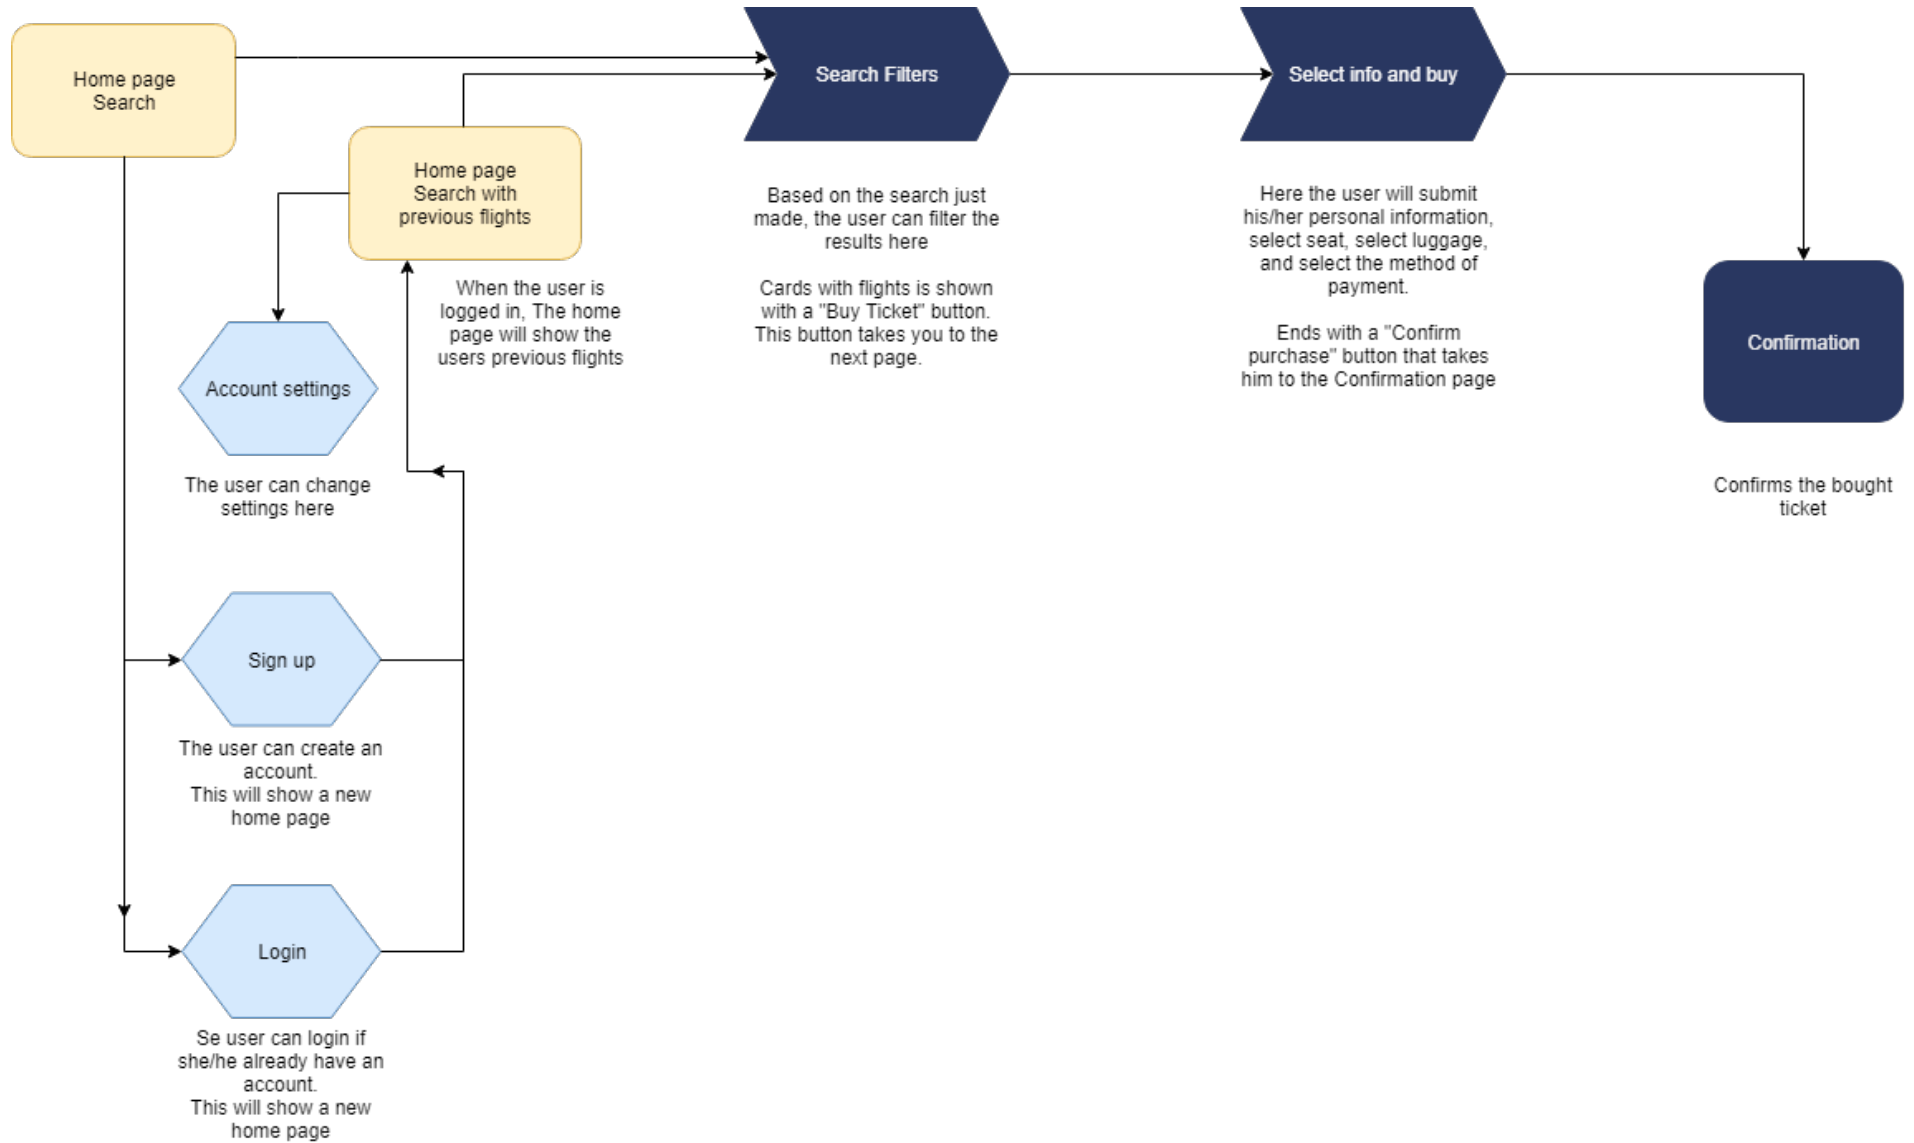 Home page
Search
Home page
Search with
previous flights
When the user is
logged in, The home
page will show the
users previous flights
Account settings
The user can change
settings here
Sign up
The user can create an
account.
This will show a new
home page
Login
Se user can login if
she/he already have an
account.
This will show a new
home page
Search Filters
Based on the search just
made, the user can filter the
results here
Cards with flights is shown
with a "Buy Ticket" button.
This button takes you to the
next page.
Select info and buy
Here the user will submit
his/her personal information,
select seat, select luggage,
and select the method of
payment.
Ends with a "Confirm
purchase" button that takes
him to the Confirmation page
Confirmation
Confirms the bought
ticket